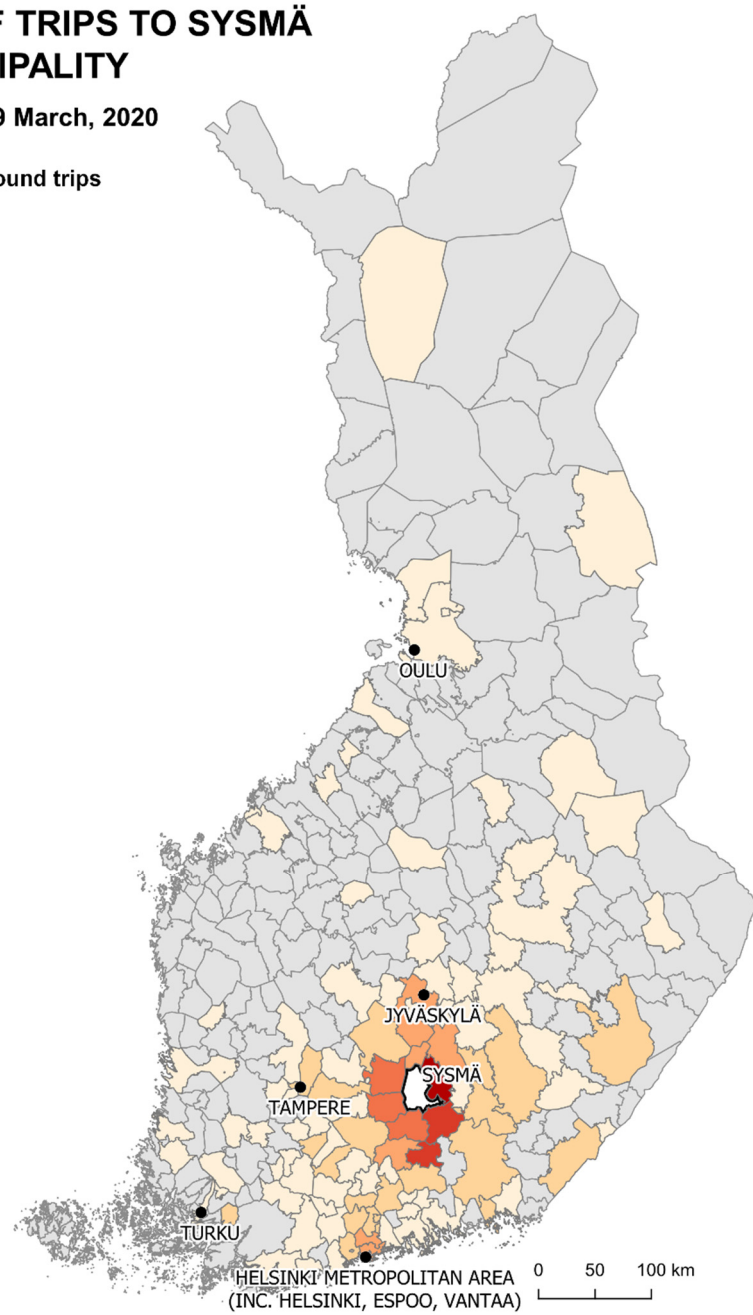 F TRIPS TO SYSMÄ
IPALITY
9 March, 2020
ound trips
OULU
JYVÄSKYLÄ
SYSMÄ
TAMPERE
TURKU
HELSINKI METROPOLITAN AREA
(INC. HELSINKI, ESPOO, VANTAA)
0 50 100 km